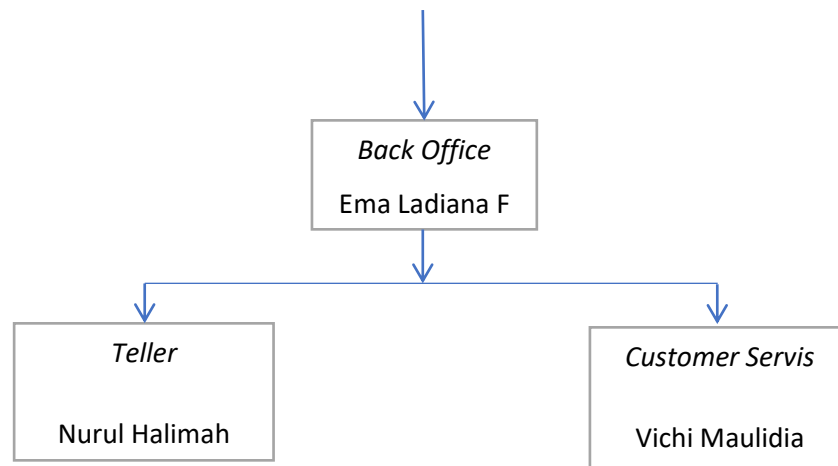 Back Office
Ema Ladiana F
Teller
Nurul Halimah
Customer Servis
Vichi Maulidia